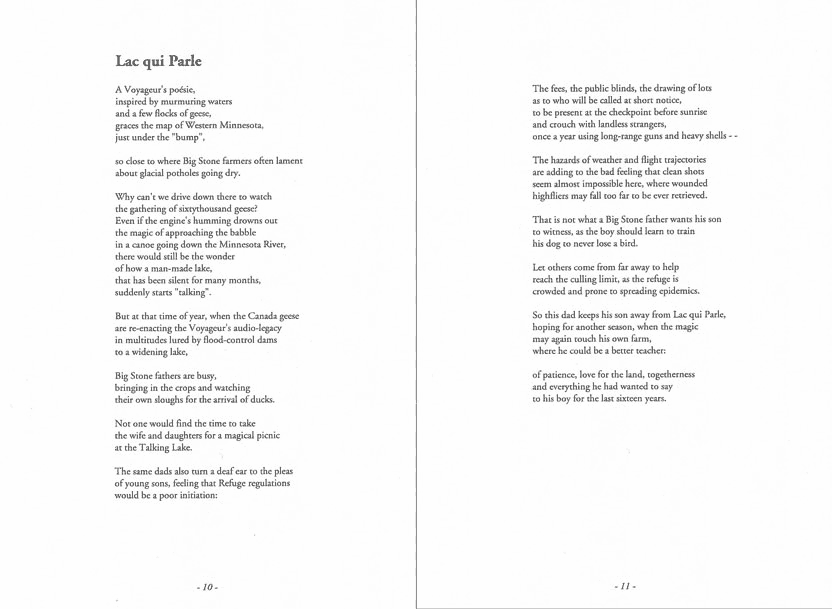 Lac qui Parle
A Voyageur's poésie,
inspired by murmuring waters
and a few flocks of geese,
graces the map of Western Minnesota,
just under the "bump",
so close to where Big Stone farmers often lament
about glacial potholes going dry.
Why can't we drive down there to watch
the gathering of sixtythousand geese?
Even if the engine's humming drowns out
the magic of approaching the babble
in a canoe going down the Minnesota River,
there would still be the wonder
of how a man-made lake,
that has been silent for many months,
suddenly starts "talking".
But at that time of year, when the Canada geese
are re-enacting the Voyageur's audio-legacy
in multitudes lured by flood-control dams
to a widening lake,
Big Stone fathers are busy,
bringing in the crops and watching
their own sloughs for the arrival of ducks.
Not one would find the time to take
the wife and daughters for a magical picnic
at the Talking Lake.
The same dads also turn a deaf ear to the pleas
of young sons, feeling that Refuge regulations
would be a poor initiation:
- 10 -
The fees, the public blinds, the drawing of lots
as to who will be called at short notice,
to be present at the checkpoint before sunrise
and crouch with landless strangers,
once a year using long-range guns and heavy shells - -
The hazards of weather and flight trajectories
are adding to the bad feeling that clean shots
seem almost impossible here, where wounded
highfliers may fall too far to be ever retrieved.
That is not what a Big Stone father wants his son
to witness, as the boy should learn to train
his dog to never lose a bird.
Let others come from far away to help
reach the culling limit, as the refuge is
crowded and prone to spreading epidemics.
So this dad keeps his son away from Lac qui Parle,
hoping for another season, when the magic
may again touch his own farm,
where he could be a better teacher:
of patience, love for the land, togetherness
and everything he had wanted to say
to his boy for the last sixteen years.
- 11 -